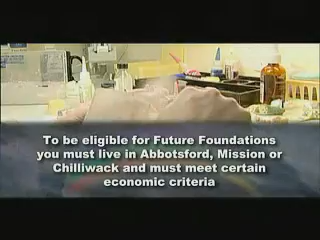 To be eligible for Future Foundations
you must live in Abbotsford, Mission or
Chilliwack and must meet certain
economic criteria